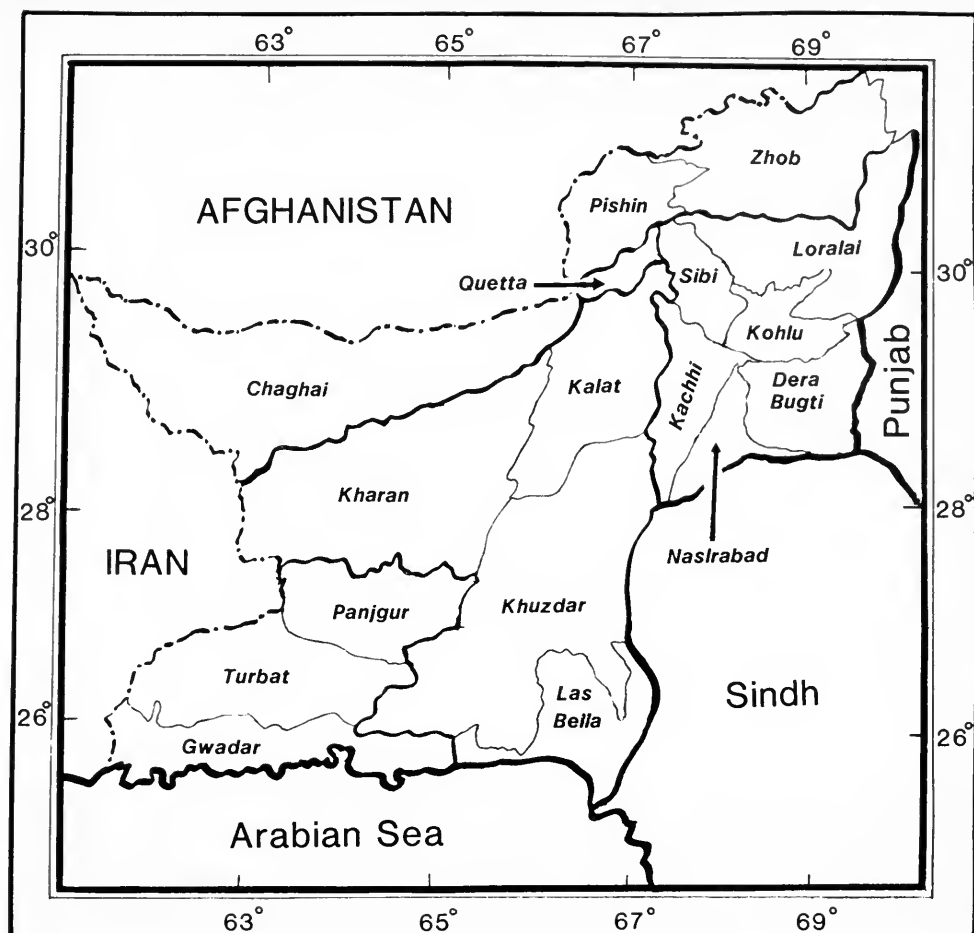 63°
65°
67°
69°
Zhob
Pishin
AFGHANISTAN
30°
Loralai
30°
Quetta
Sibi
Kohlu
Chaghai
Kalat
Kachhi
Dera
Bugti
Punjab
Kharan
28°
28°
Nasirabad
IRAN
Panjgur
Khuzdar
Turbat
Las
Bella
Sindh
26°
26°
Gwadar
Arabian Sea
63°
65°
67°
69°